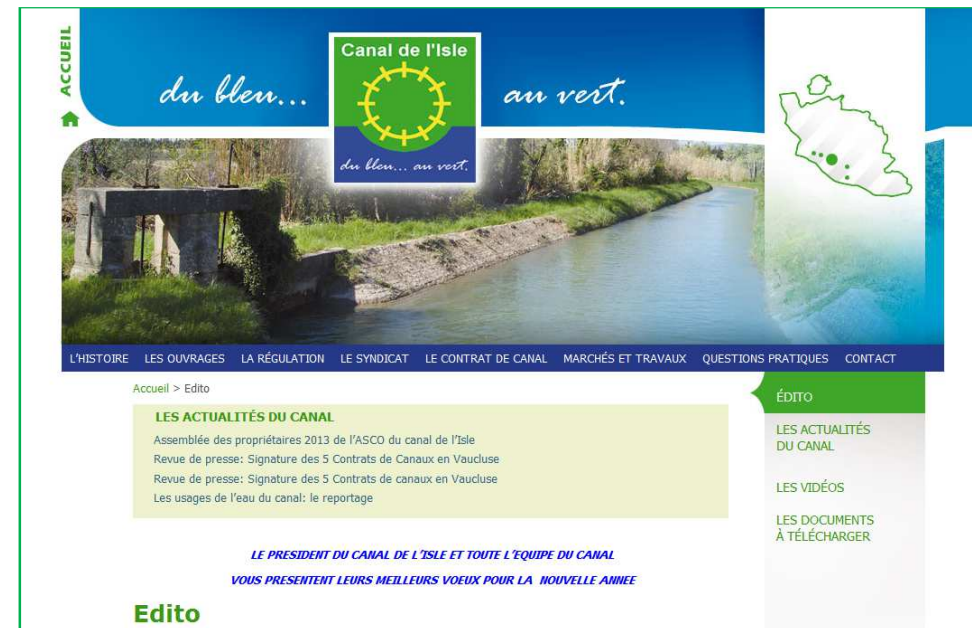 ACCUEIL
du bleu...
Canal de l'Isle
du bleu... au vert.
au vert.
L'HISTOIRE LES OUVRAGES LA RÉGULATION LE SYNDICAT LE CONTRAT DE CANAL MARCHÉS ET TRAVAUX QUESTIONS PRATIQUES CONTACT
Accueil > Edito
LES ACTUALITÉS DU CANAL
Assemblée des propriétaires 2013 de l'ASCO du canal de l'Isle
Revue de presse: Signature des 5 Contrats de Canaux en Vaucluse
Revue de presse: Signature des 5 Contrats de canaux en Vaucluse
Les usages de l'eau du canal: le reportage
LE PRESIDENT DU CANAL DE L'ISLE ET TOUTE L'EQUIPE DU CANAL
VOUS PRESENTENT LEURS MEILLEURS VOEUX POUR LA NOUVELLE ANNEE
Edito
ÉDITO
LES ACTUALITÉS
DU CANAL
LES VIDÉOS
LES DOCUMENTS
À TÉLÉCHARGER